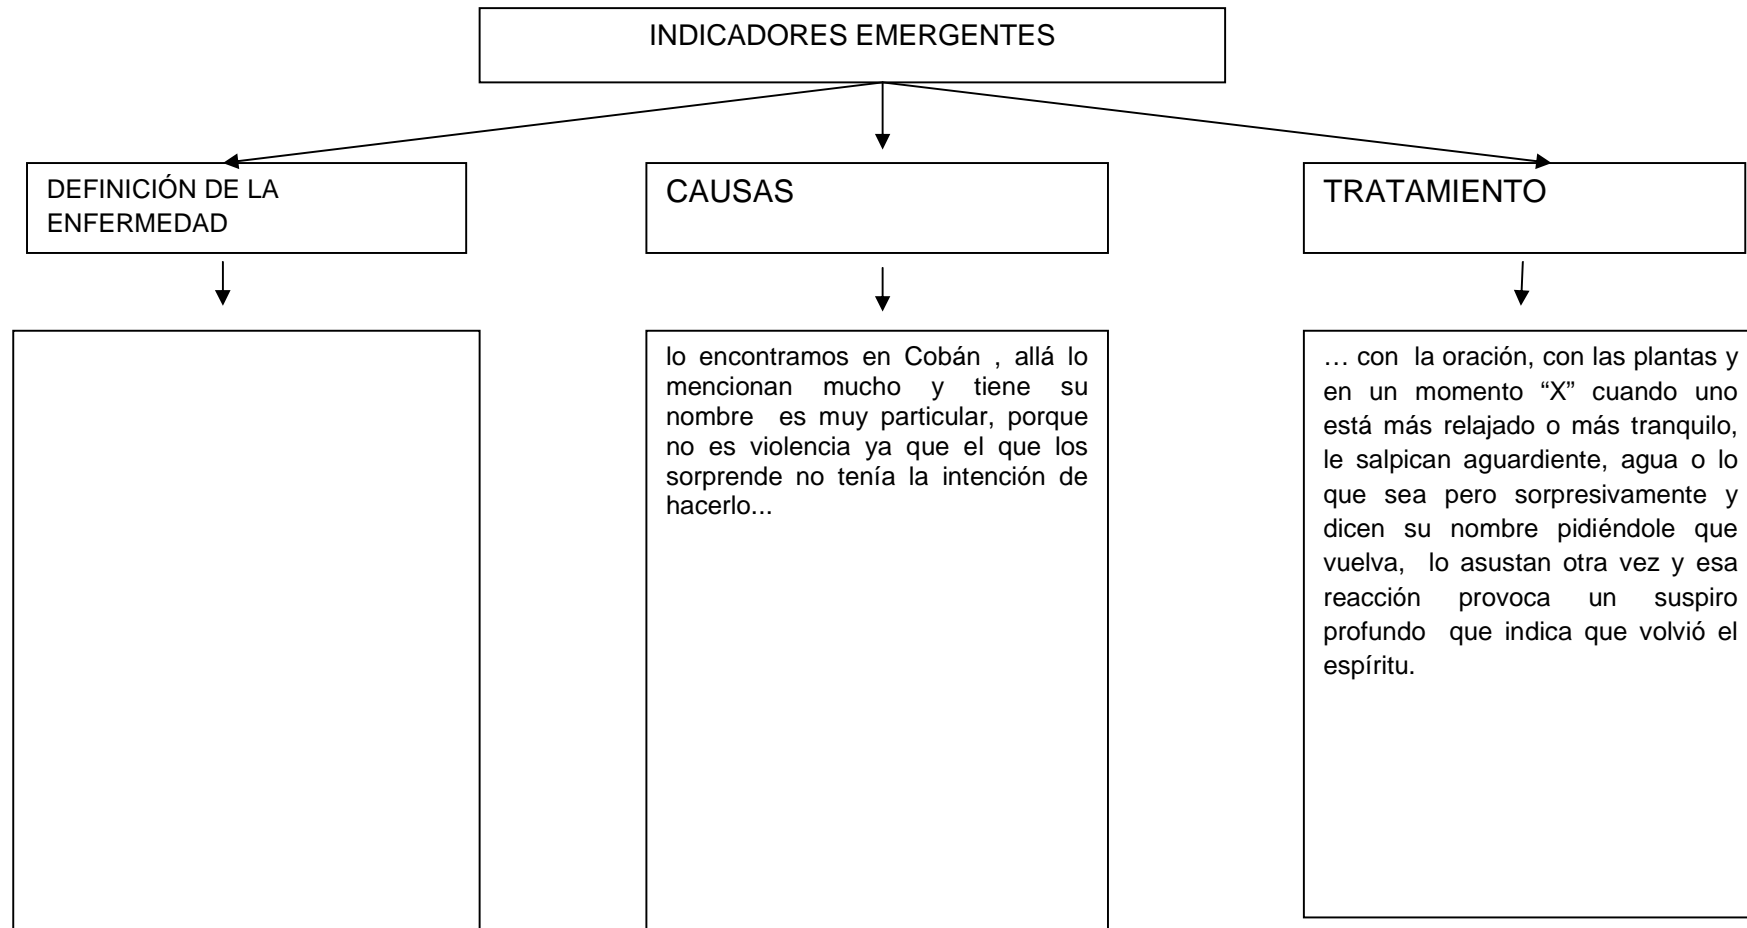 INDICADORES EMERGENTES
DEFINICIÓN DE LA
ENFERMEDAD
CAUSAS
TRATAMIENTO
lo encontramos en Cobán , allá lo
mencionan mucho y tiene su
nombre es muy particular, porque
no es violencia ya que el que los
sorprende no tenía la intención de
hacerlo...
… con la oración, con las plantas y
en un momento “X” cuando uno
está más relajado o más tranquilo,
le salpican aguardiente, agua o lo
que sea pero sorpresivamente y
dicen su nombre pidiéndole que
vuelva, lo asustan otra vez y esa
reacción provoca un suspiro
profundo que indica que volvió el
espíritu.